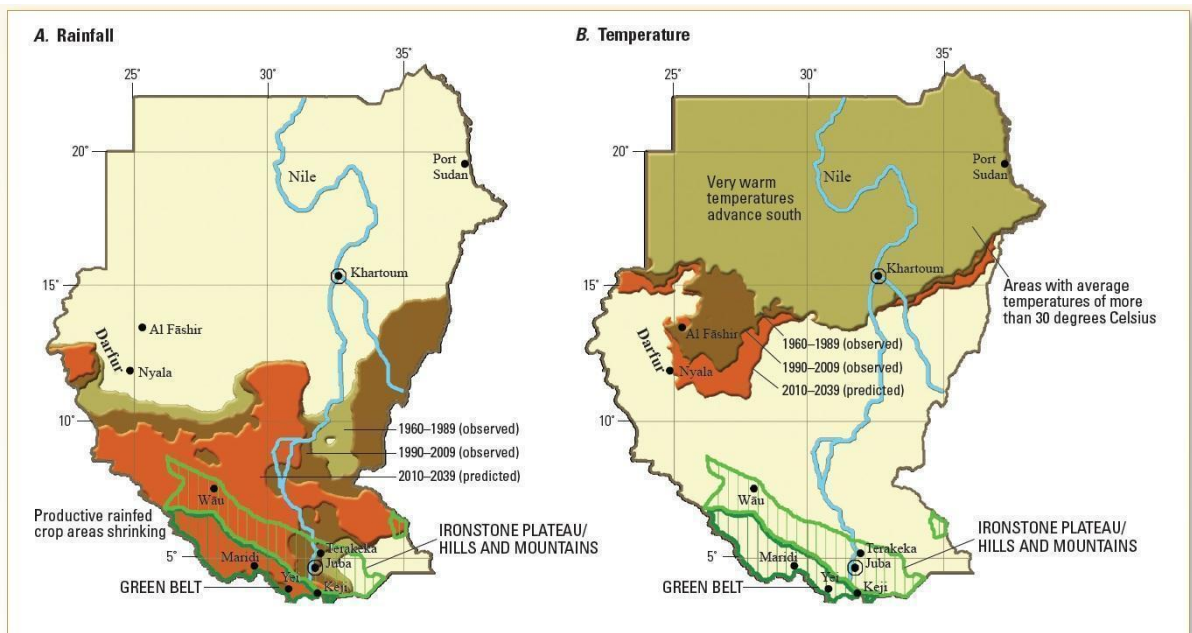 A. Rainfall
25°
30°
35°
20°
15°
10°
5°
Nile
Port
Sudan
Khartoum
Al Fāshir
Darfur
Nyala
1960–1989 (observed)
1990–2009 (observed)
2010–2039 (predicted)
Wāu
Productive rainfed
crop areas shrinking
IRONSTONE PLATEAU/
HILLS AND MOUNTAINS
Terakeka
Juba
Maridi
Yei
Keji
GREEN BELT
B. Temperature
25°
30°
35°
20°
15°
10°
5°
Very warm
temperatures
advance south
Nile
Port
Sudan
Khartoum
Areas with average
temperatures of more
than 30 degrees Celsius
Al Fāshir
Darfur
Nyala
1960–1989 (observed)
1990–2009 (observed)
2010–2039 (predicted)
Wāu
IRONSTONE PLATEAU/
HILLS AND MOUNTAINS
Terakeka
Juba
Maridi
Yei
Keji
GREEN BELT